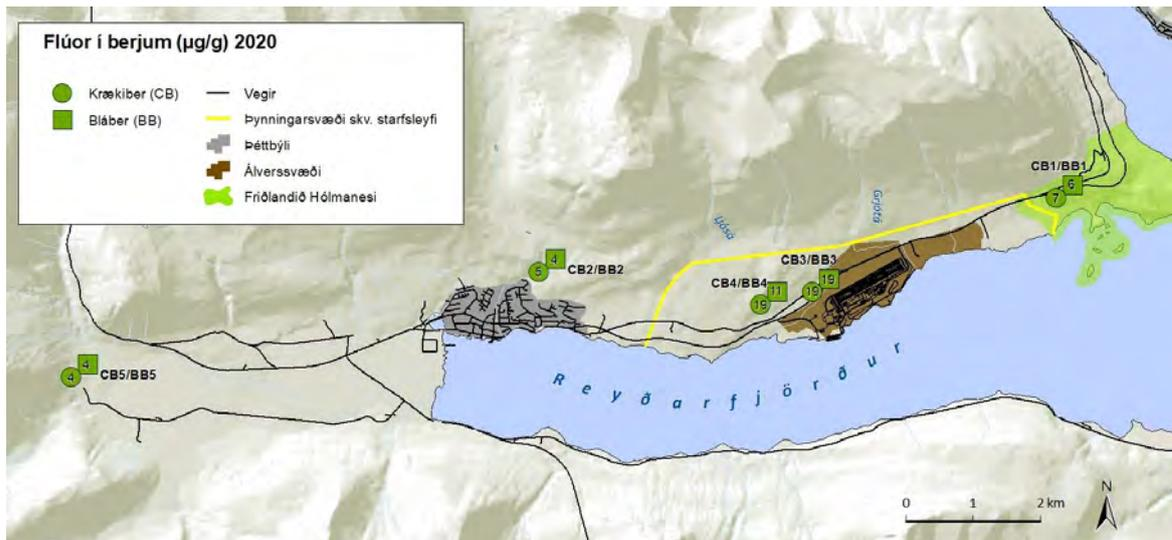 Flúor í berjum (µg/g) 2020
Krækiber (CB)
Bláber (BB)
Vegir
Þynningarsvæði skv. starfsleyfi
Þéttbýli
Álverssvæði
Friðlandið Hólmanesi
CB1/BB1
6
7
Ljósá
Grjótá
4
5
CB2/BB2
CB3/BB3
19
19
CB4/BB4
11
19
4
4
CB5/BB5
Reyðarfjörður
N
0 1 2 km